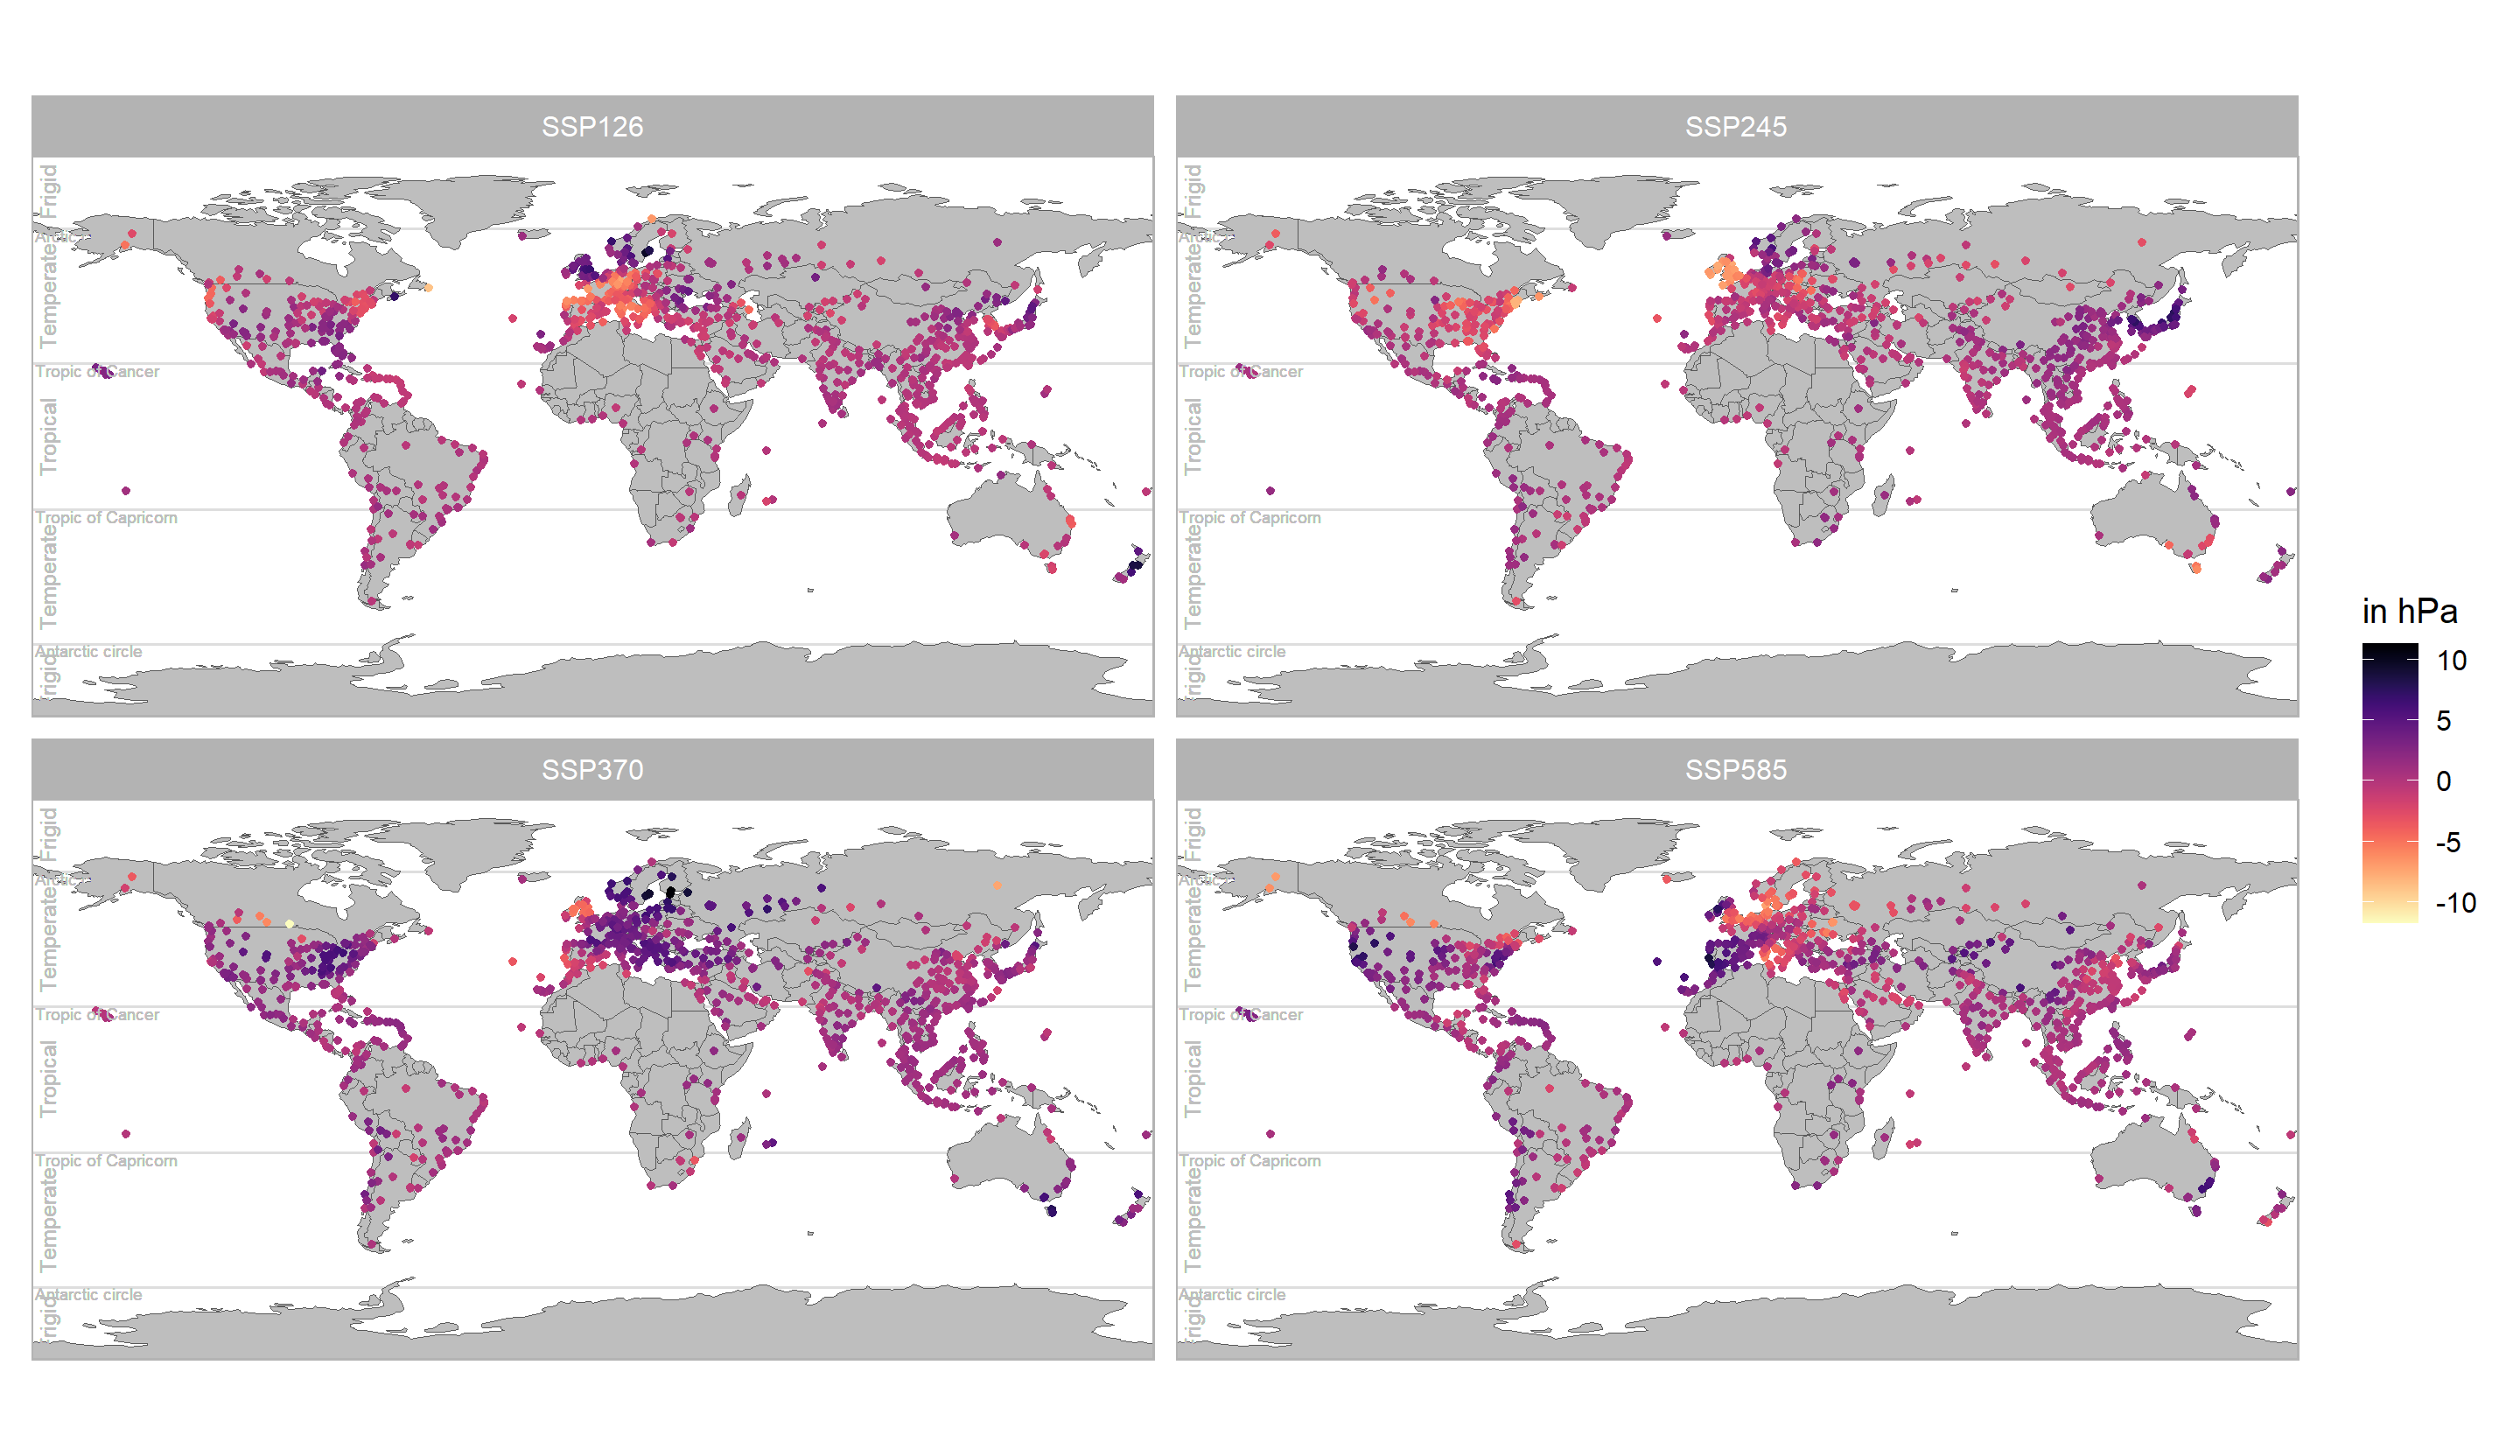 SSP126
Frigid
Arctic
Temperate
Tropic of Cancer
Tropical
Tropic of Capricorn
Temperate
Antarctic circle
Frigid
SSP245
Frigid
Arctic
Temperate
Tropic of Cancer
Tropical
Tropic of Capricorn
Temperate
Antarctic circle
Frigid
SSP370
Frigid
Arctic
Temperate
Tropic of Cancer
Tropical
Tropic of Capricorn
Temperate
Antarctic circle
Frigid
SSP585
Frigid
Arctic
Temperate
Tropic of Cancer
Tropical
Tropic of Capricorn
Temperate
Antarctic circle
Frigid
in hPa
10
5
0
-5
-10